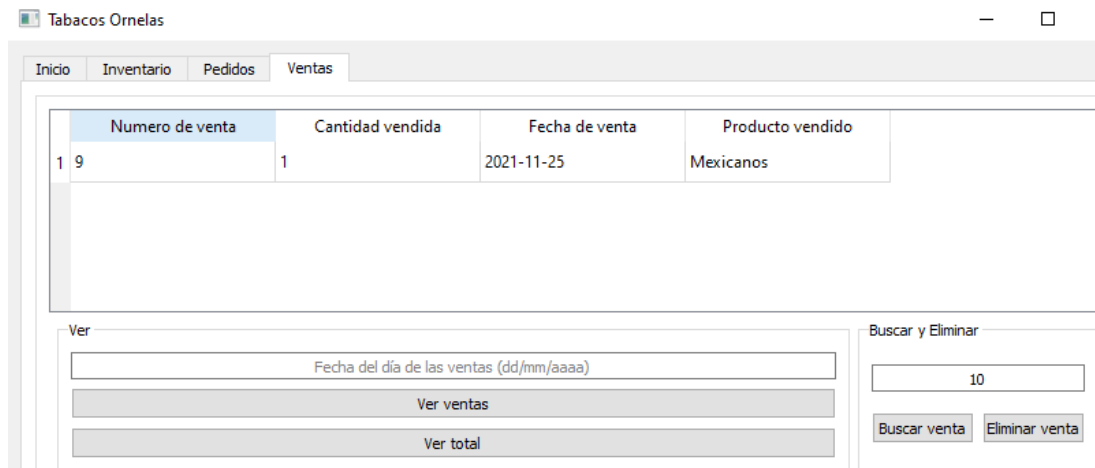 Tabacos Ornelas
Inicio Inventario Pedidos Ventas
Numero de venta Cantidad vendida Fecha de venta Producto vendido
1 9 1 2021-11-25 Mexicanos
Ver Buscar y Eliminar
Fecha del día de las ventas (dd/mm/aaaa) 10
Ver ventas Buscar venta Eliminar venta
Ver total